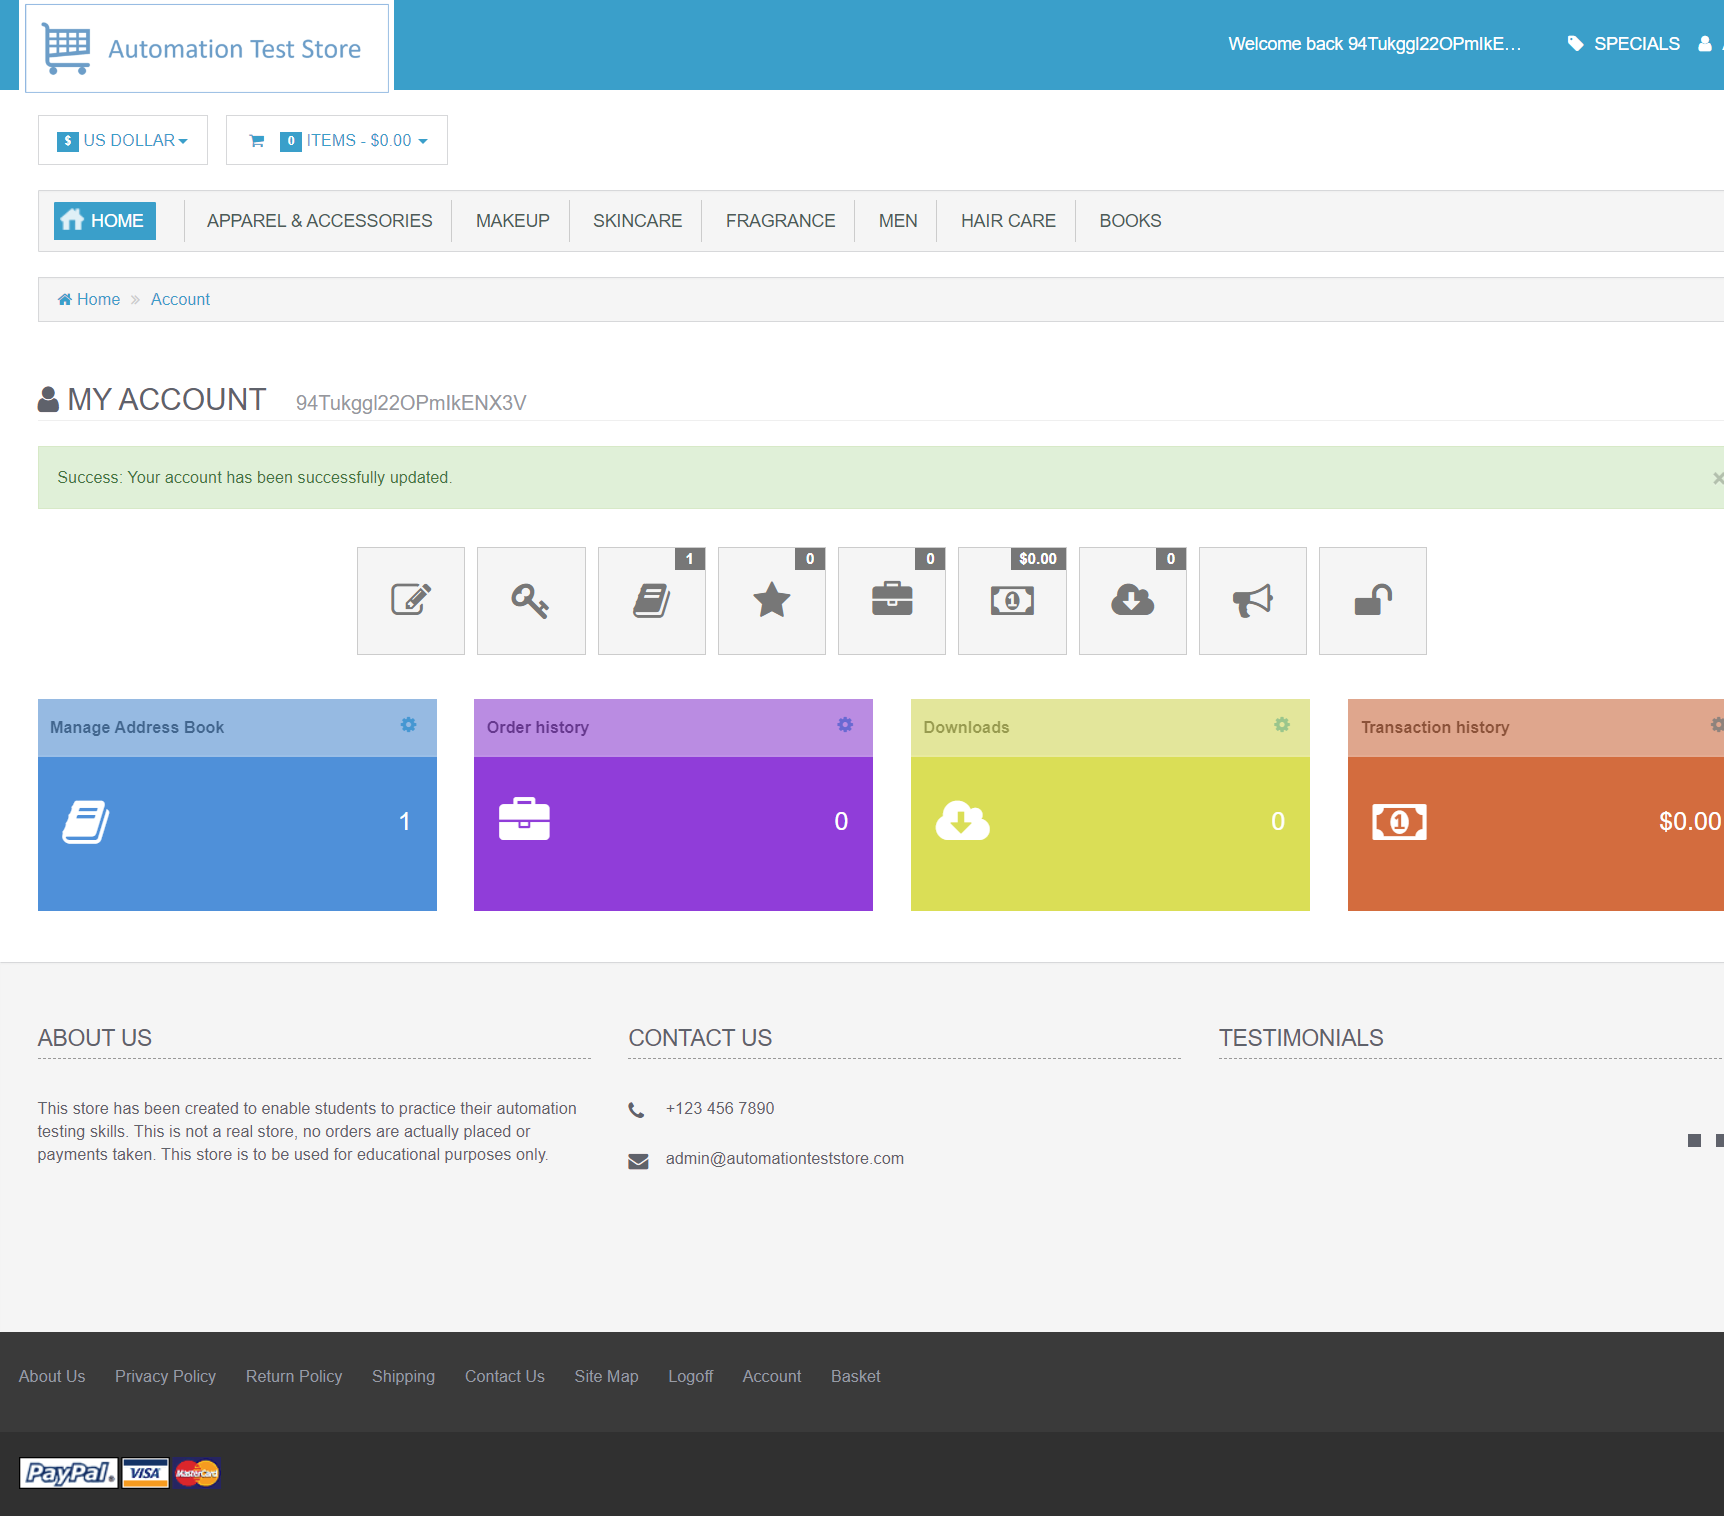 Automation Test Store
Welcome back 94Tukggl22OPmlkE...
SPECIALS
$ US DOLLAR
0 ITEMS - $0.00
HOME
APPAREL & ACCESSORIES
MAKEUP
SKINCARE
FRAGRANCE
MEN
HAIR CARE
BOOKS
Home
Account
MY ACCOUNT 94Tukggl22OPmlkENX3V
Success: Your account has been successfully updated.
×
1
0
0
$0.00
0
Manage Address Book
Order history
Downloads
Transaction history
1
0
0
$0.00
ABOUT US
This store has been created to enable students to practice their automation
testing skills. This is not a real store, no orders are actually placed or
payments taken. This store is to be used for educational purposes only.
CONTACT US
+123 456 7890
admin@automationteststore.com
TESTIMONIALS
About Us
Privacy Policy
Return Policy
Shipping
Contact Us
Site Map
Logoff
Account
Basket
PayPal
VISA
MasterCard